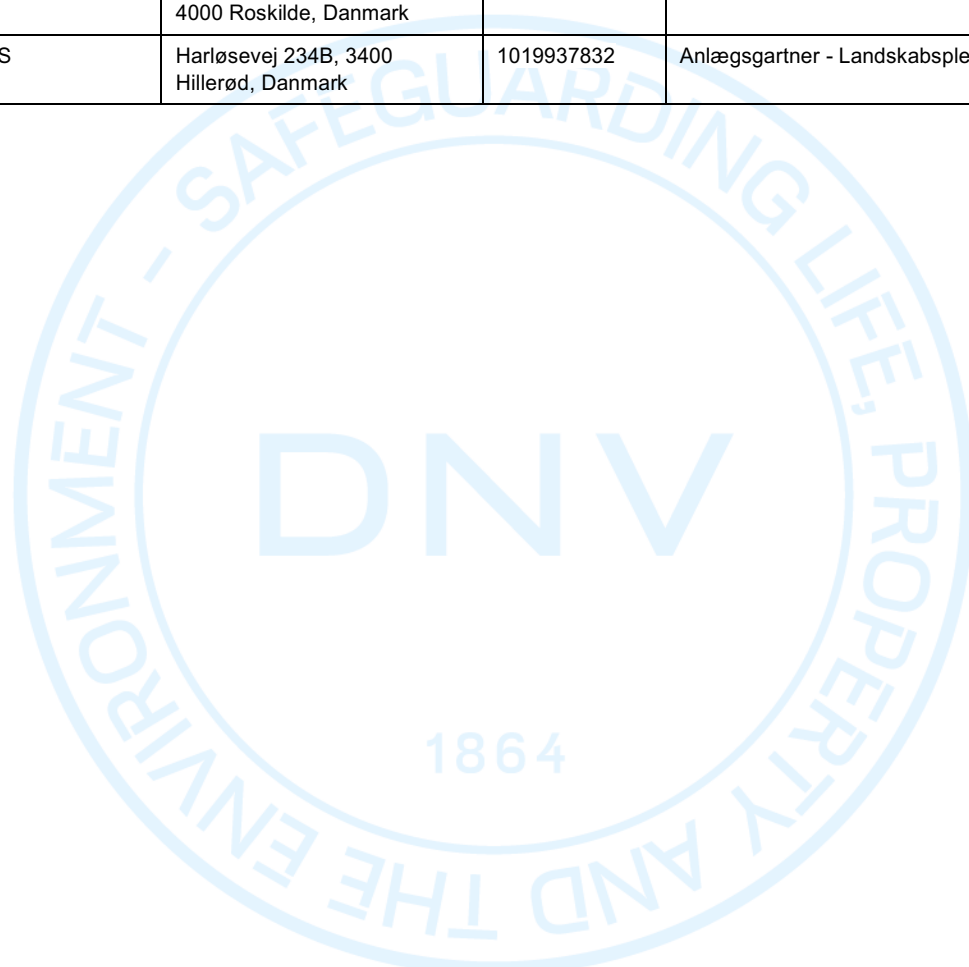 4000 Roskilde, Danmark
S
Harløsevej 234B, 3400
Hillerød, Danmark
1019937832
Anlægsgartner - Landskabsple
SAFEGUARDING LIFE, PROPERTY AND THE ENVIRONMENT -
DNV
1864